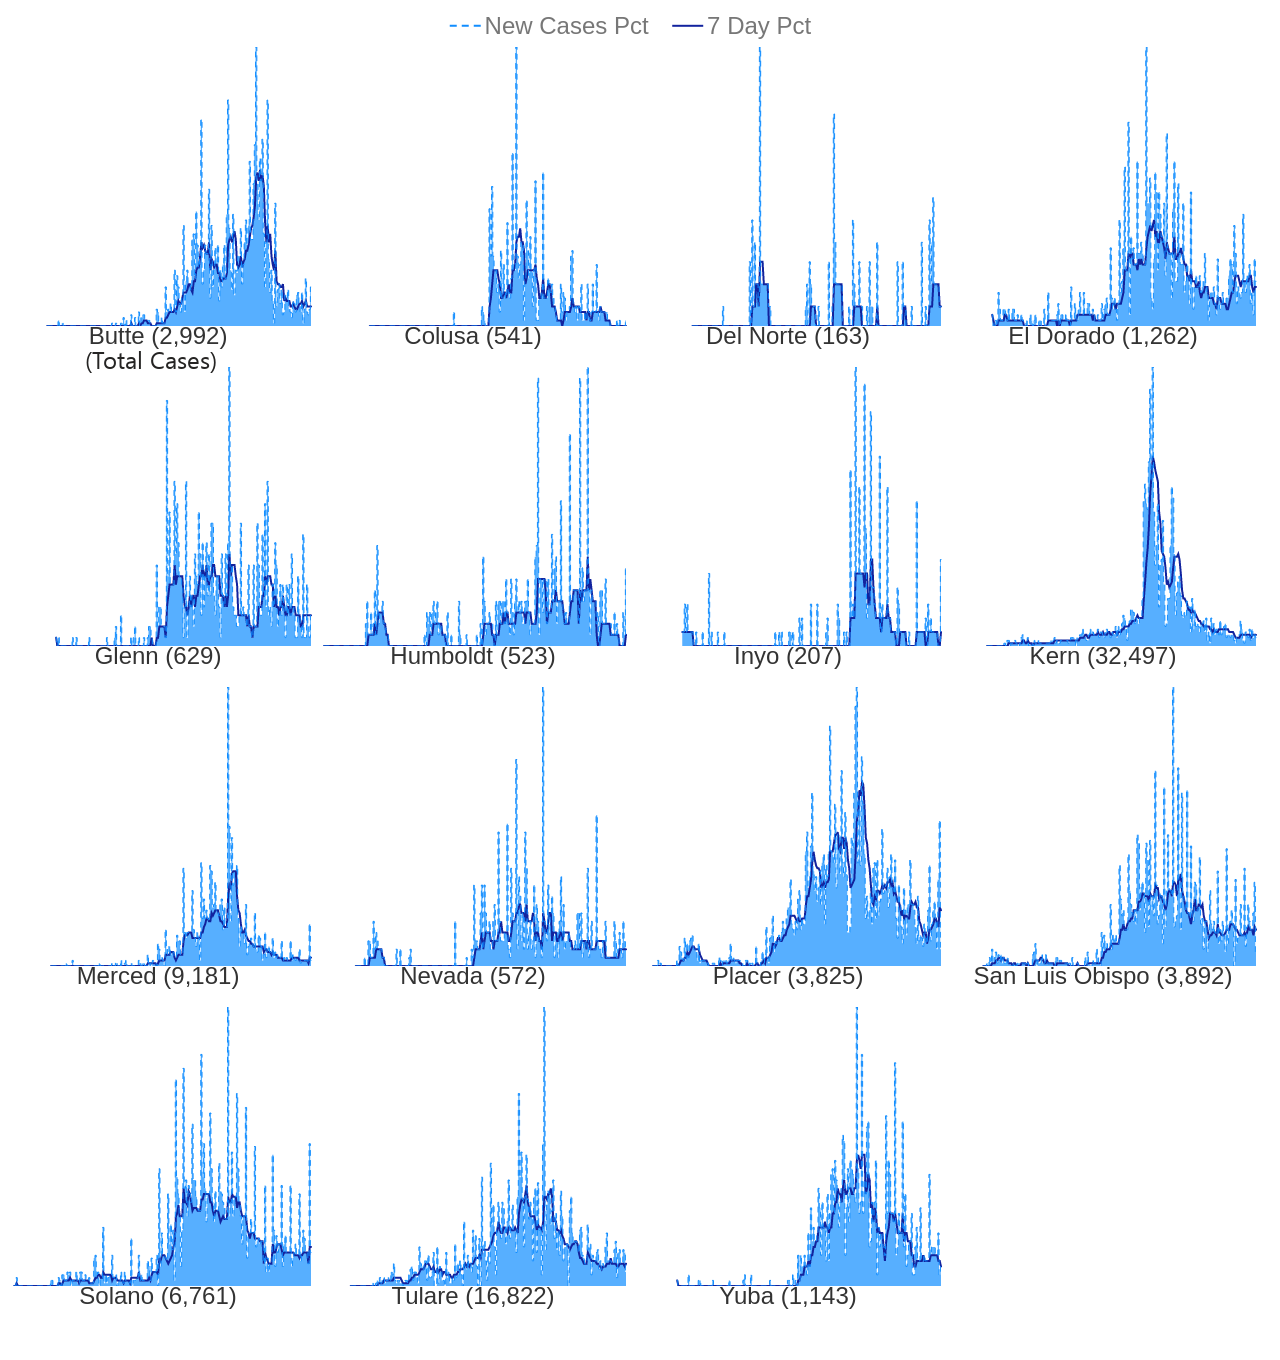 New Cases Pct 7 Day Pct
Butte (2,992) Colusa (541) Del Norte (163) El Dorado (1,262)
(Total Cases)
Glenn (629) Humboldt (523) Inyo (207) Kern (32,497)
Merced (9,181) Nevada (572) Placer (3,825) San Luis Obispo (3,892)
Solano (6,761) Tulare (16,822) Yuba (1,143)